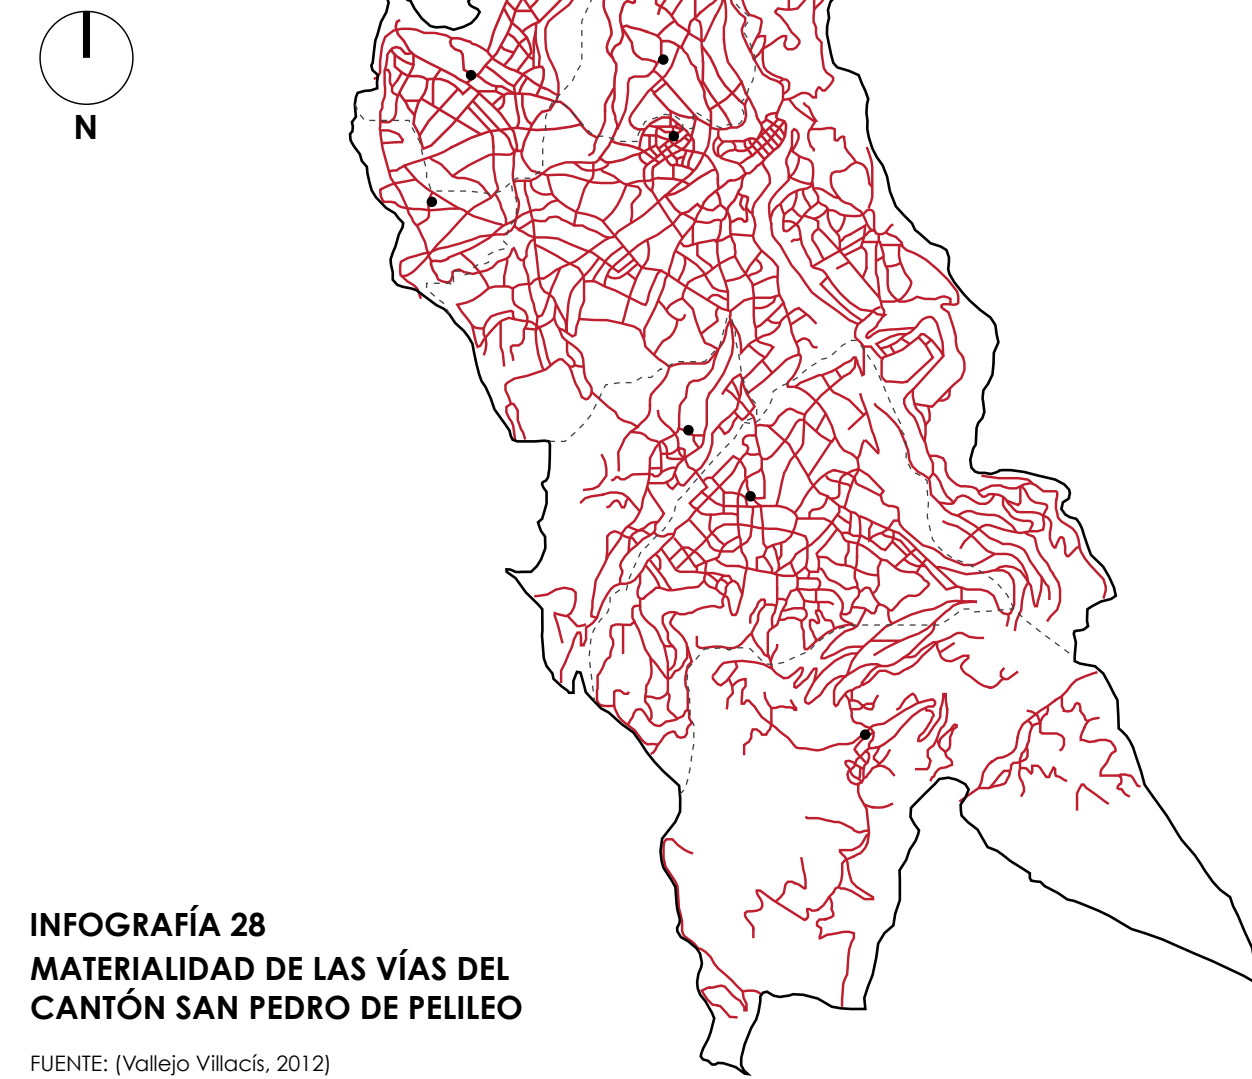 N
INFOGRAFÍA 28
MATERIALIDAD DE LAS VÍAS DEL
CANTÓN SAN PEDRO DE PELILEO
FUENTE: (Vallejo Villacís, 2012)